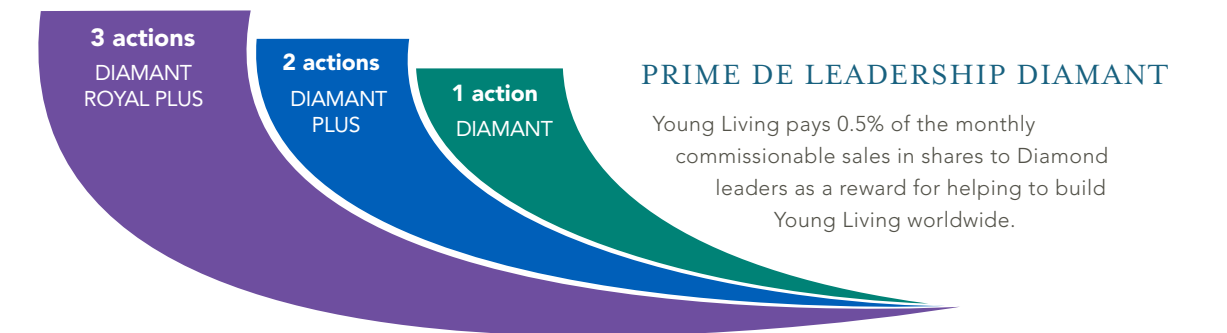 3 actions
DIAMANT
ROYAL PLUS
2 actions
DIAMANT
PLUS
1 action
DIAMANT
PRIME DE LEADERSHIP DIAMANT
Young Living pays 0.5% of the monthly
commissionable sales in shares to Diamond
leaders as a reward for helping to build
Young Living worldwide.